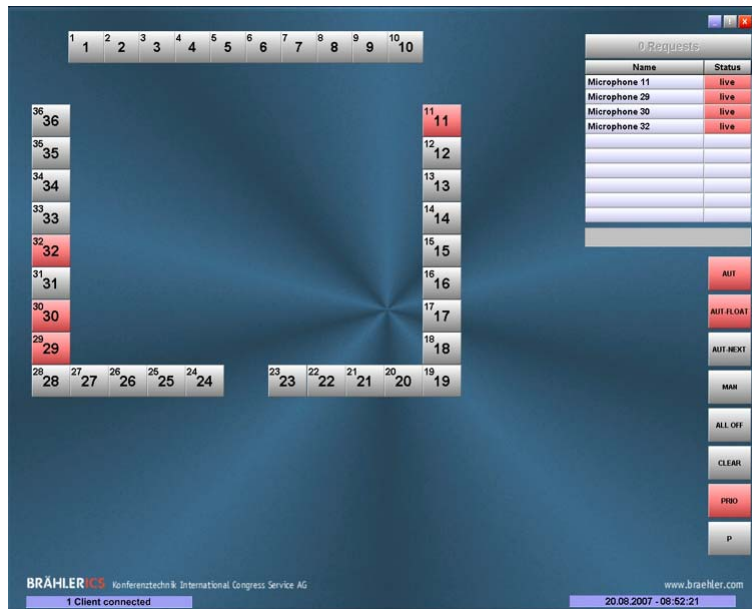 1 1 2 2 3 3 4 4 5 5 6 6 7 7 8 8 9 9 10 10
0 Requests
Name Status
Microphone 11 live
Microphone 29 live
Microphone 30 live
Microphone 32 live
36 36
35 35
34 34
33 33
32 32
31 31
30 30
29 29
28 28 27 27 26 26 25 25 24 24
11 11
12 12
13 13
14 14
15 15
16 16
17 17
18 18
23 23 22 22 21 21 20 20 19 19
AUT
AUT-FLOAT
AUT-NEXT
MAN
ALL OFF
CLEAR
PRIO
P
BRÄHLERICS Konferenztechnik International Congress Service AG
www.braehler.com
1 Client connected
20.08.2007 - 08:52:21